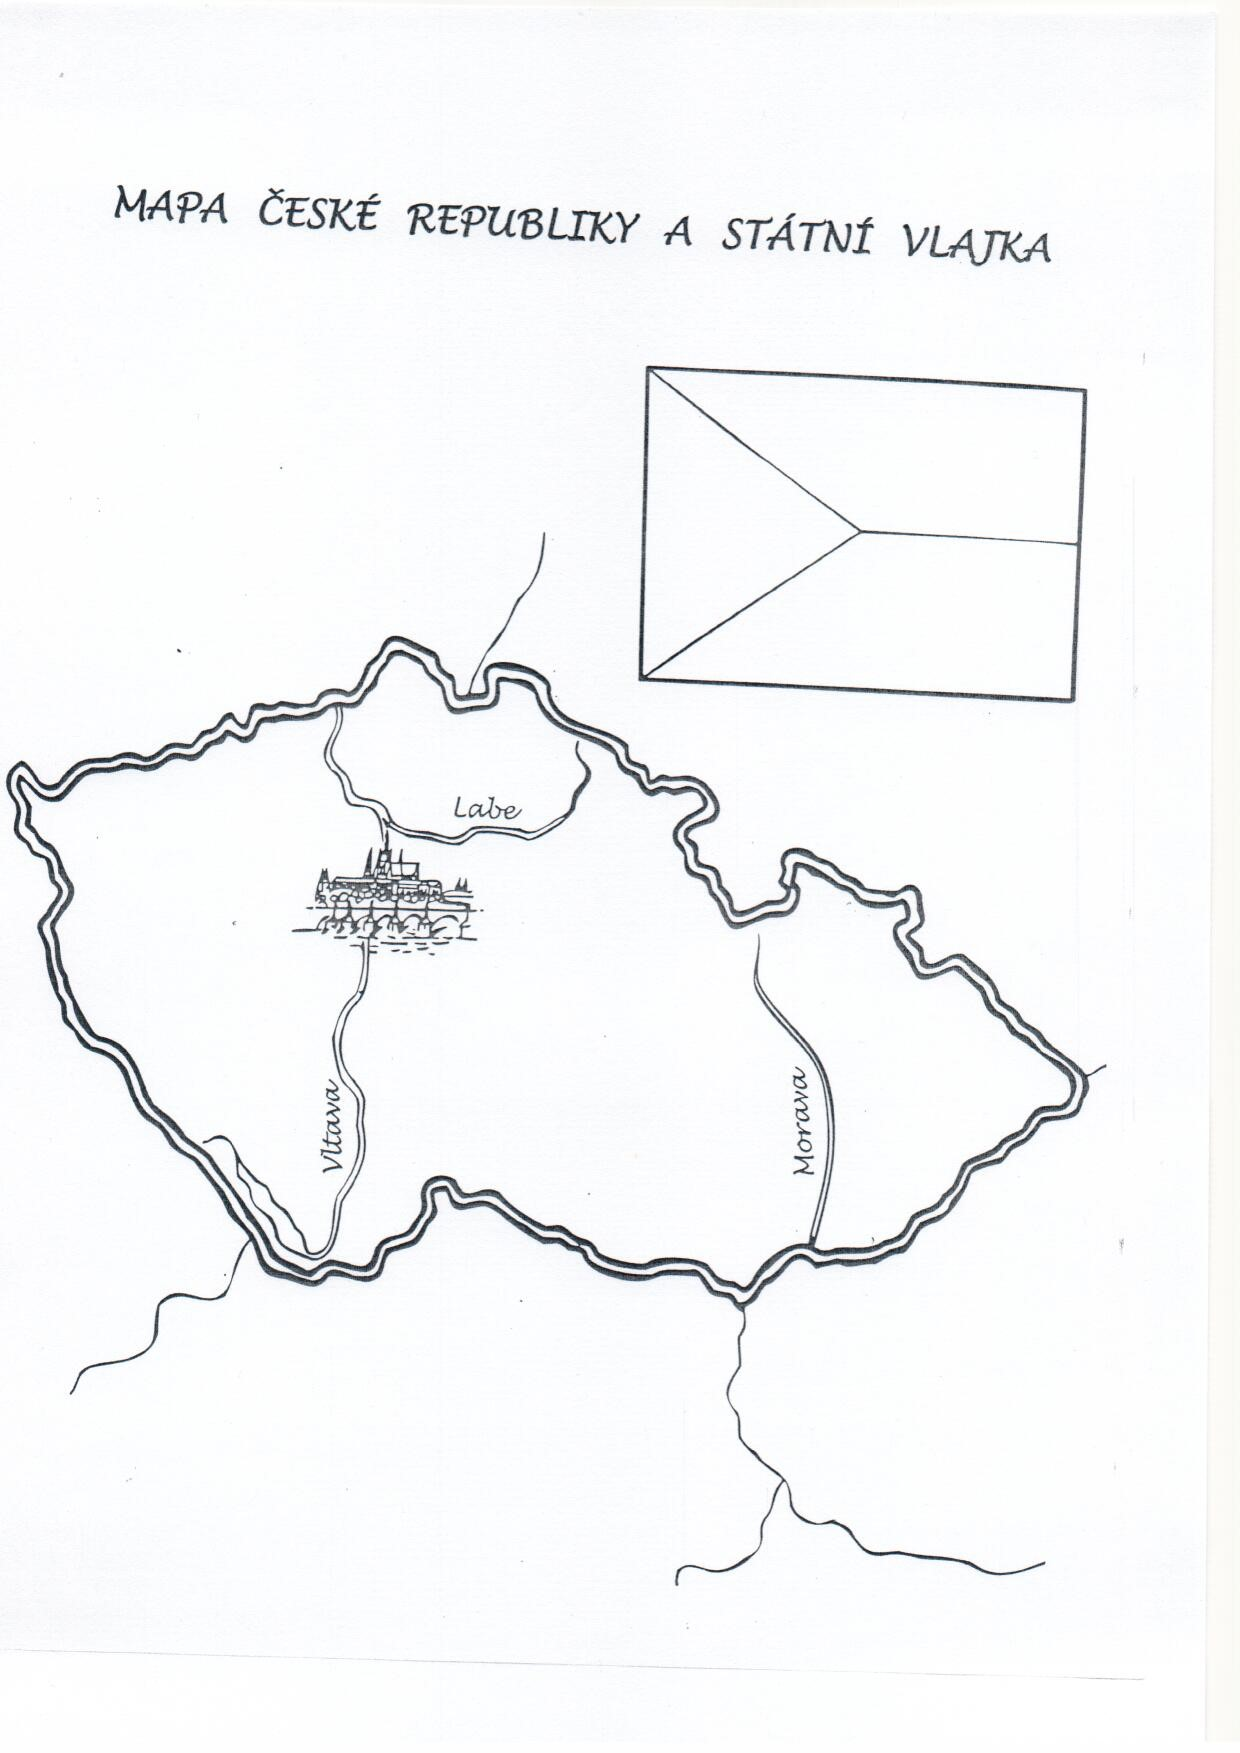 MAPA ČESKÉ REPUBLIKY A STÁTNÍ VLAJKA
Labe
Vltava
Morava